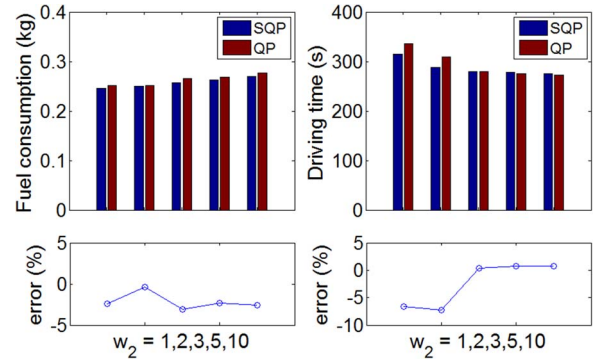 Fuel consumption (kg)
0.4
0.3
0.2
0.1
0
SQP
QP
Driving time (s)
400
300
200
100
0
SQP
QP
error (%)
5
0
-5
w2 = 1,2,3,5,10
error (%)
5
0
-5
-10
w2 = 1,2,3,5,10